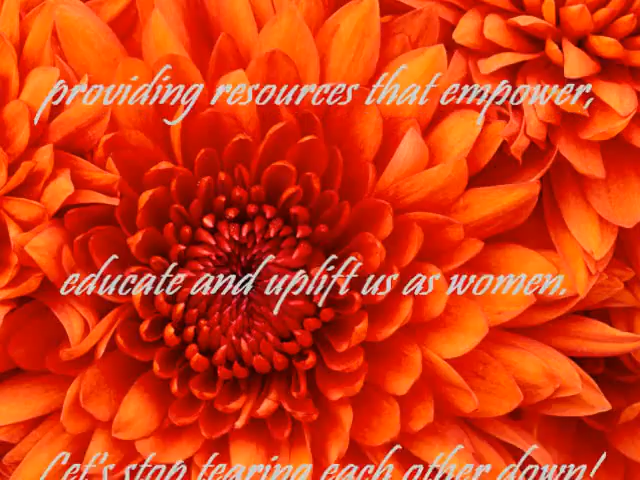 providing resources that empower,
educate and uplift us as women.
Let's stop tearing each other down!